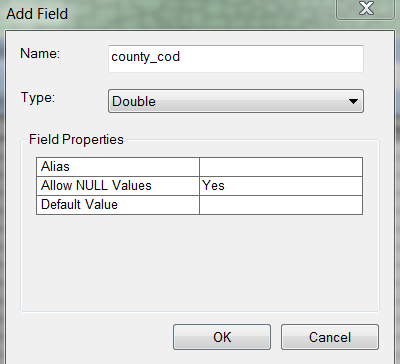 Add Field
Name: county_cod
Type: Double
Field Properties
Alias
Allow NULL Values Yes
Default Value
OK Cancel